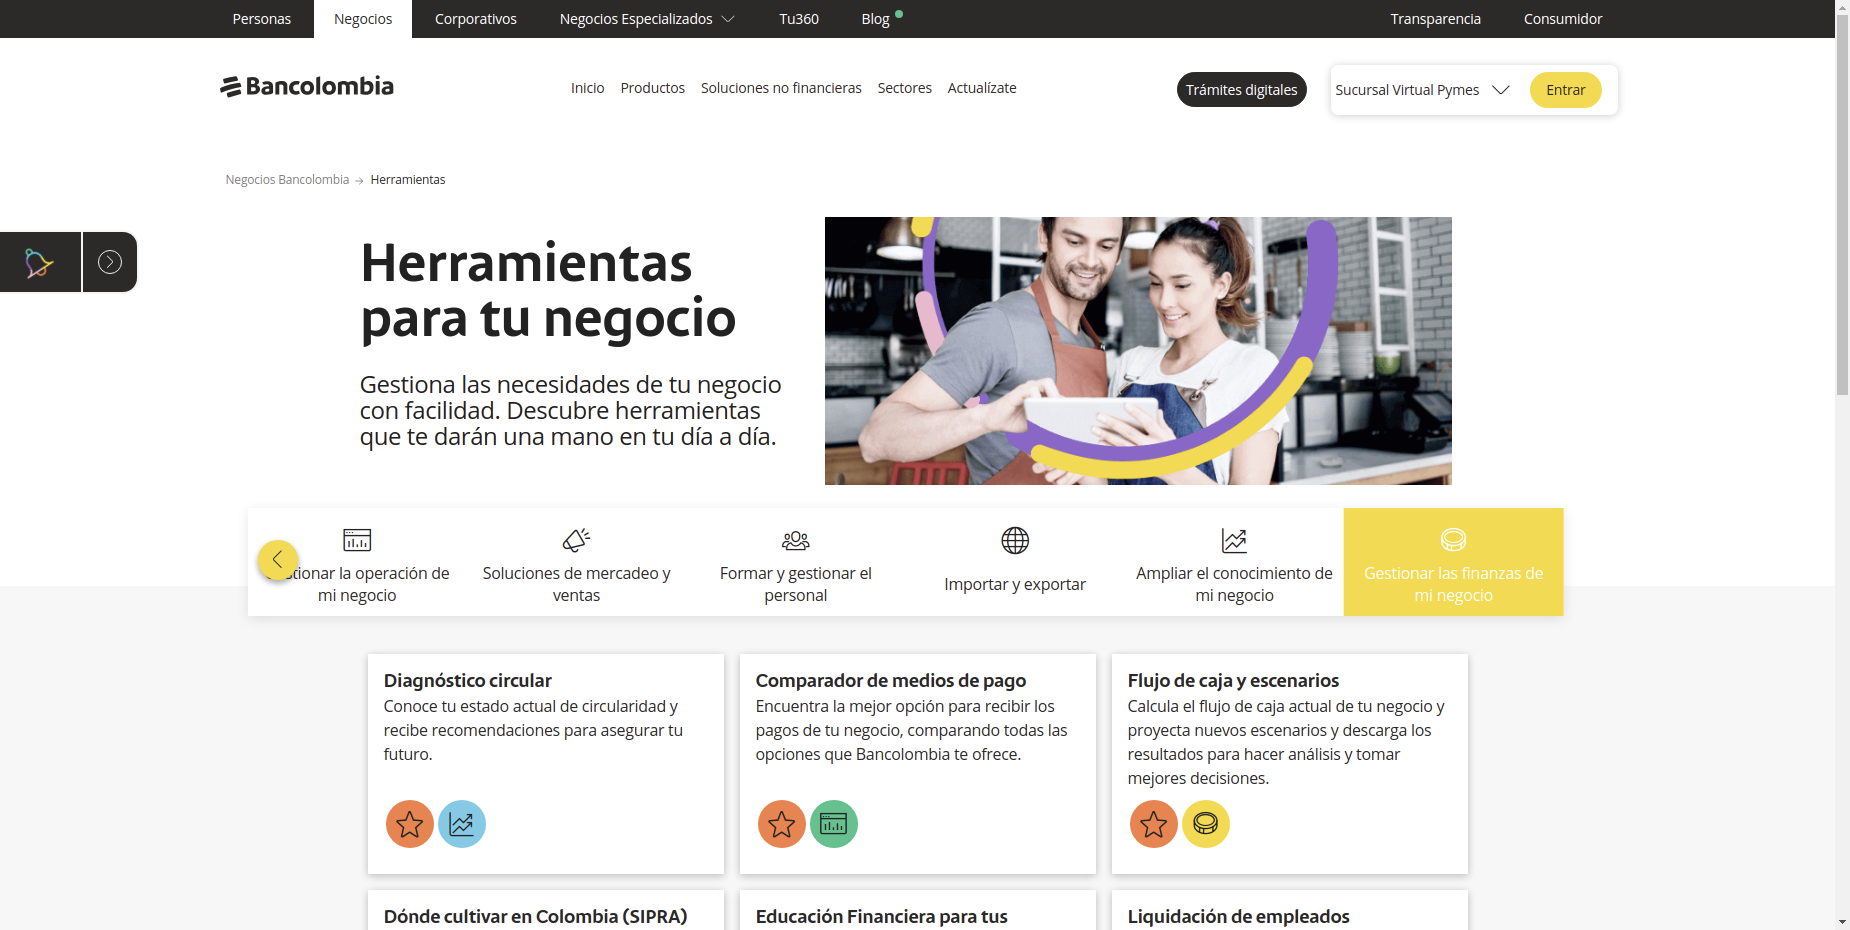 Personas Negocios Corporativos Negocios Especializados Tu360 Blog Transparencia Consumidor
Bancolombia Inicio Productos Soluciones no financieras Sectores Actualízate Trámites digitales Sucursal Virtual Pymes Entrar
Negocios Bancolombia → Herramientas
Herramientas
para tu negocio
Gestiona las necesidades de tu negocio
con facilidad. Descubre herramientas
que te darán una mano en tu día a día.
la operación de
mi negocio
Soluciones de mercadeo y
ventas
Formar y gestionar el
personal
Importar y exportar
Ampliar el conocimiento de
mi negocio
Gestionar las finanzas de
mi negocio
Diagnóstico circular
Conoce tu estado actual de circularidad y
recibe recomendaciones para asegurar tu
futuro.
Comparador de medios de pago
Encuentra la mejor opción para recibir los
pagos de tu negocio, comparando todas las
opciones que Bancolombia te ofrece.
Flujo de caja y escenarios
Calcula el flujo de caja actual de tu negocio y
proyecta nuevos escenarios y descarga los
resultados para hacer análisis y tomar
mejores decisiones.
Dónde cultivar en Colombia (SIPRA)
Educación Financiera para tus
Liquidación de empleados